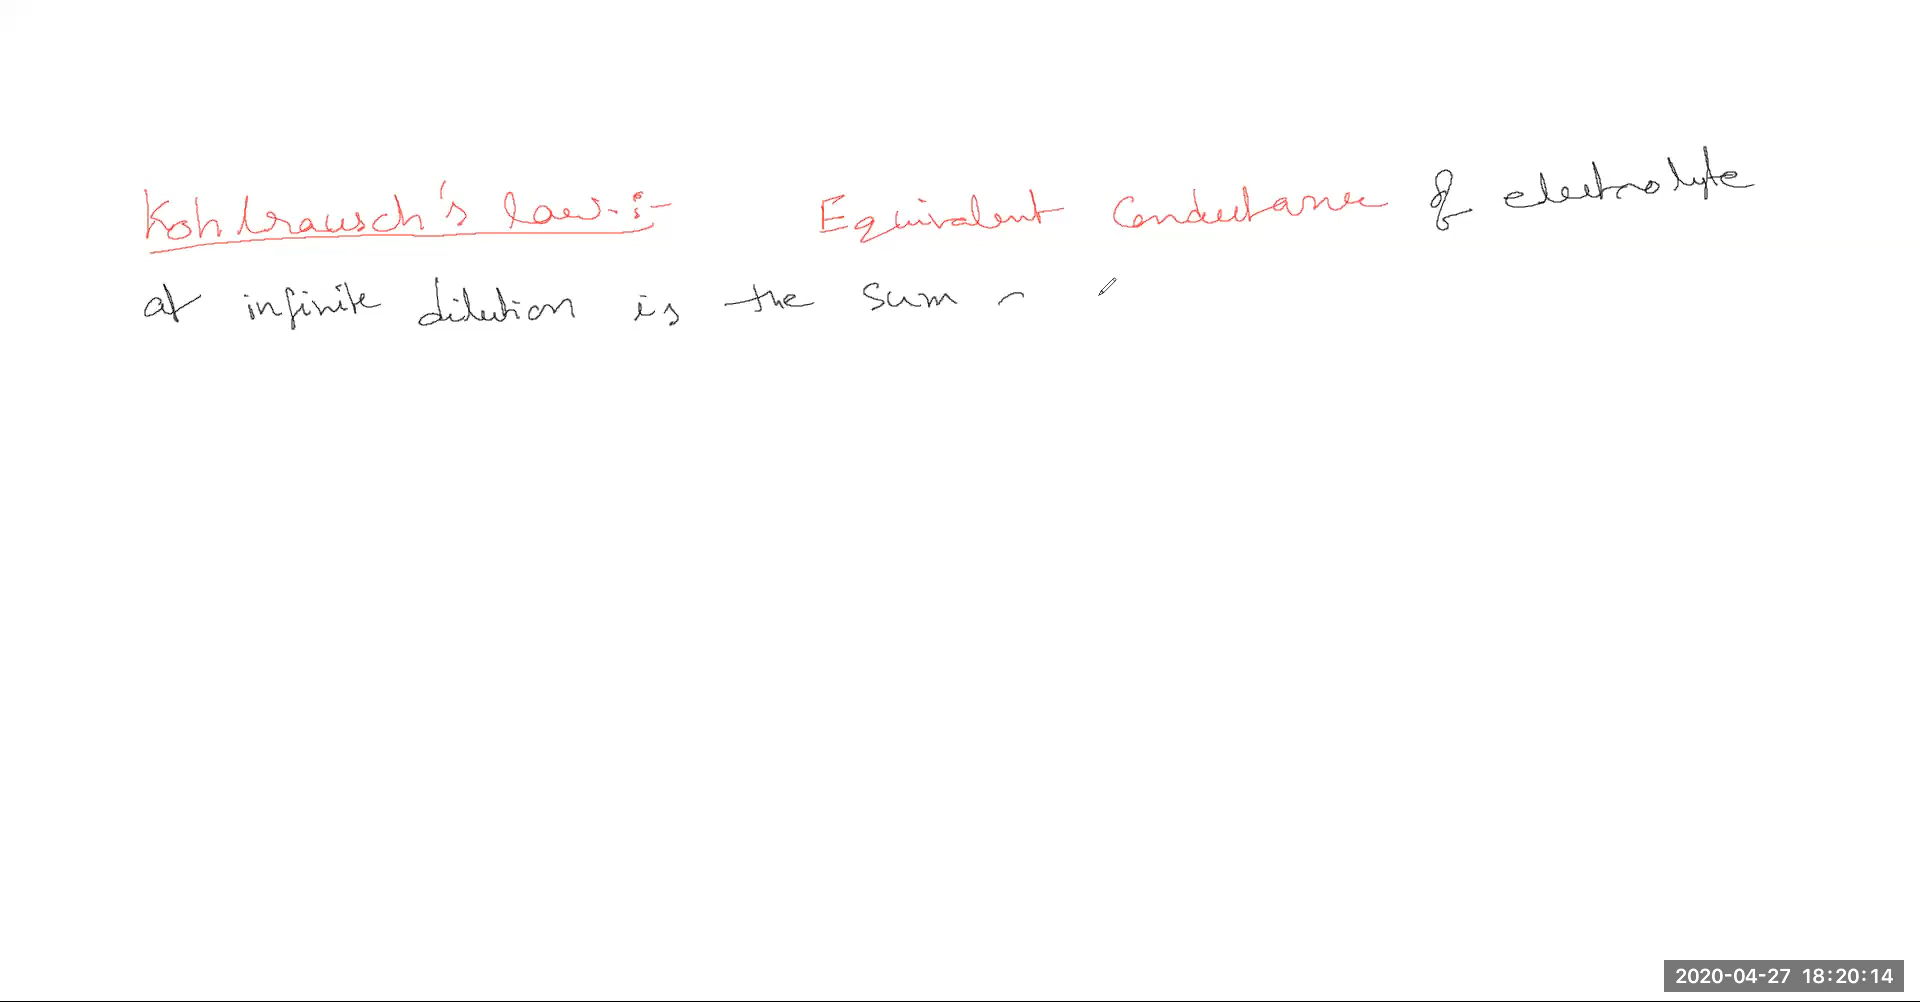 Kohlrausch's law:- Equivalent Conductance of electrolyte
at infinite dilution is the sum
2020-04-27 18:20:14